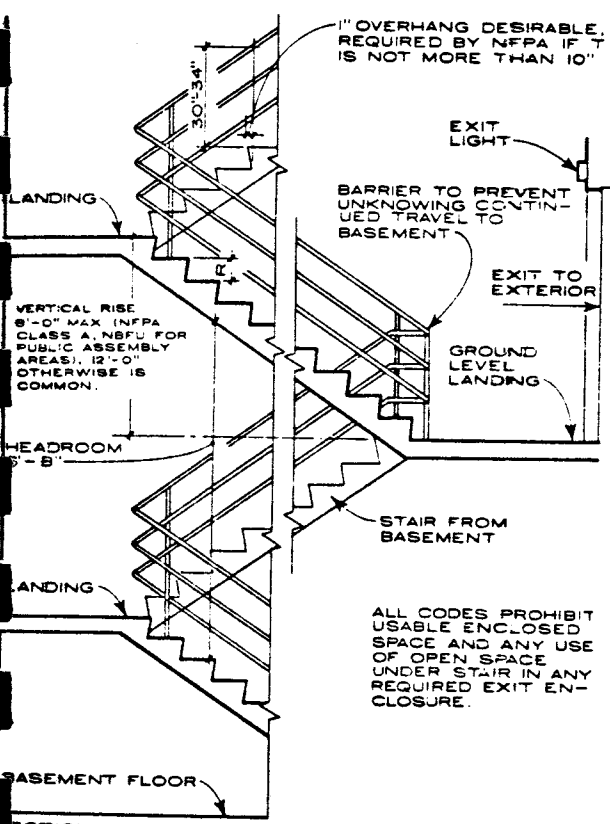 1" OVERHANG DESIRABLE,
REQUIRED BY NFPA IF T
IS NOT MORE THAN 10"
30"-34"
EXIT
LIGHT
LANDING
BARRIER TO PREVENT
UNKNOWING CONTIN-
UED TRAVEL TO
BASEMENT
R
EXIT TO
EXTERIOR
VERTICAL RISE
8'-0" MAX (NFPA
CLASS A, NBFU FOR
PUBLIC ASSEMBLY
AREAS), 12'-0"
OTHERWISE IS
COMMON.
GROUND
LEVEL
LANDING
HEADROOM
'-8"
STAIR FROM
BASEMENT
LANDING
ALL CODES PROHIBIT
USABLE ENCLOSED
SPACE AND ANY USE
OF OPEN SPACE
UNDER STAIR IN ANY
REQUIRED EXIT EN-
CLOSURE.
BASEMENT FLOOR